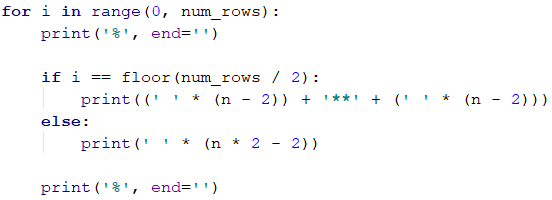 for i in range(0, num_rows):
    print('%', end='')

    if i == floor(num_rows / 2):
        print((' ' * (n - 2)) + '**' + (' ' * (n - 2)))
    else:
        print(' ' * (n * 2 - 2))

    print('%', end='')